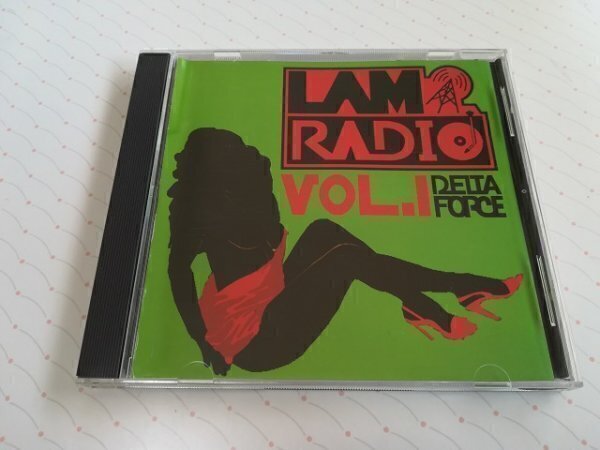 LAM
RADIO
VOL.1 DELTA
FORCE